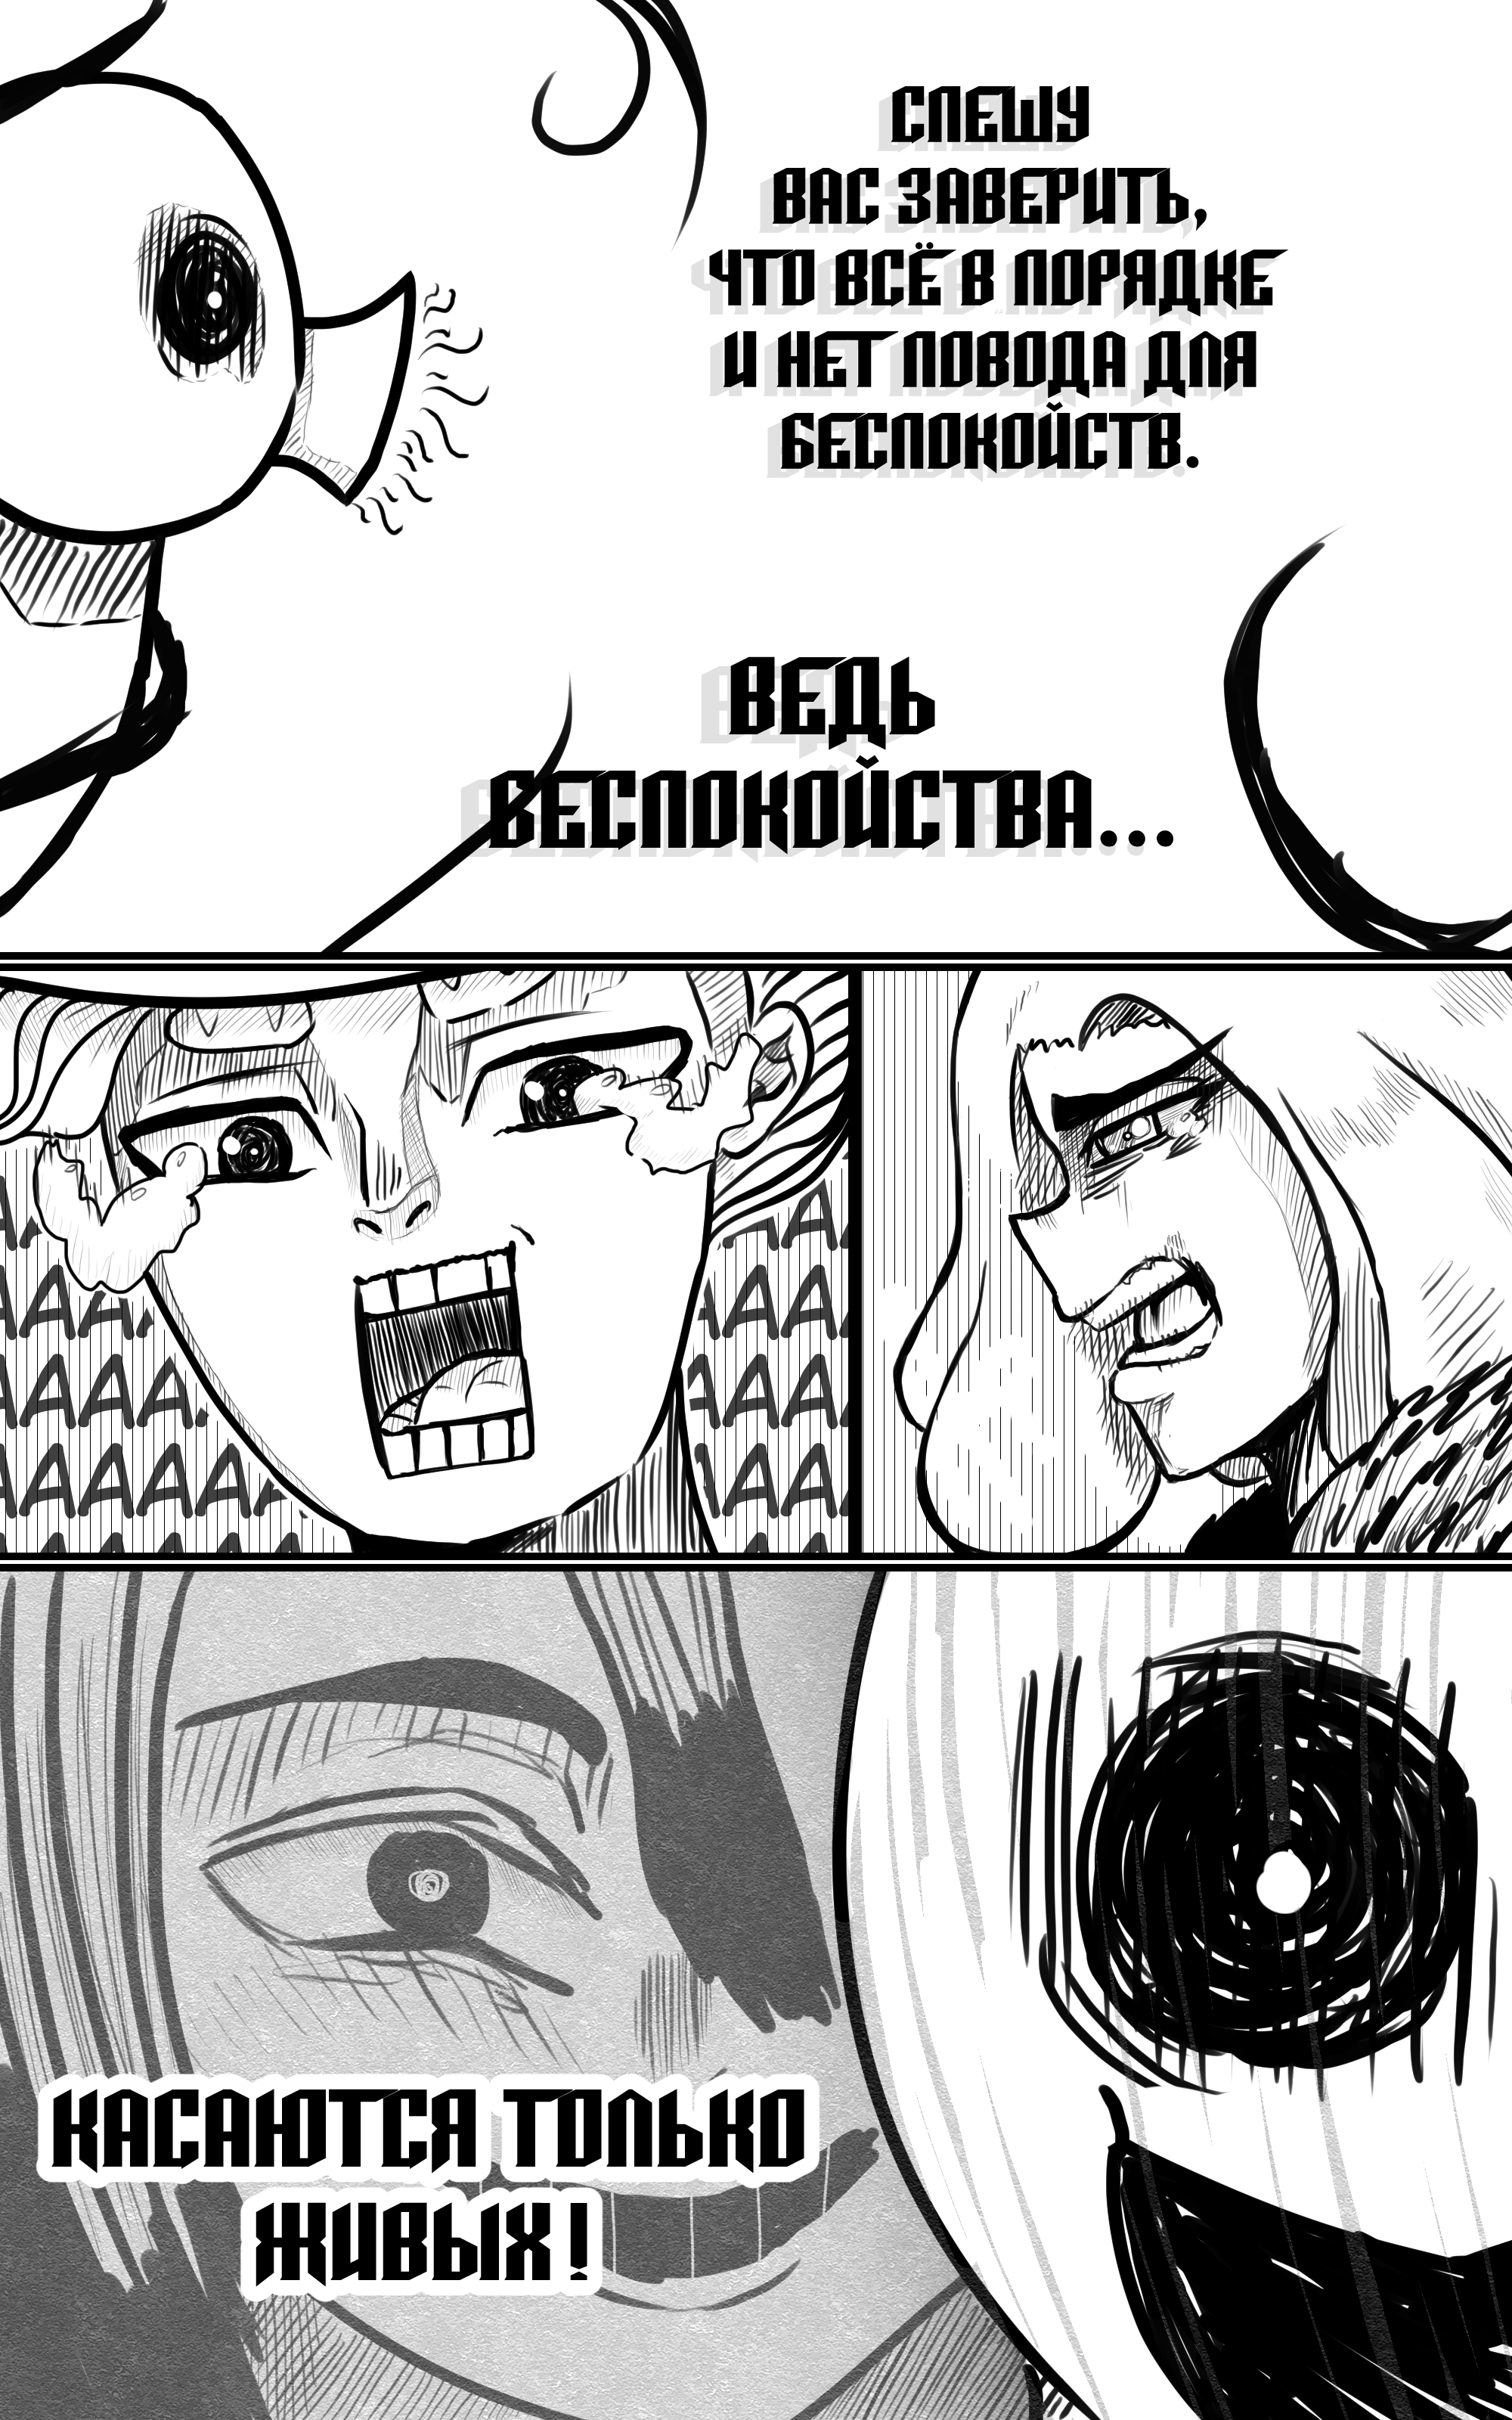 СПЕШУ
ВАС ЗАВЕРИТЬ,
ЧТО ВСЁ В ПОРЯДКЕ
И НЕТ ПОВОДА ДЛЯ
БЕСПОКОЙСТВ.
ВЕДЬ
БЕСПОКОЙСТВА...
КАСАЮТСЯ ТОЛЬКО
ЖИВЫХ!